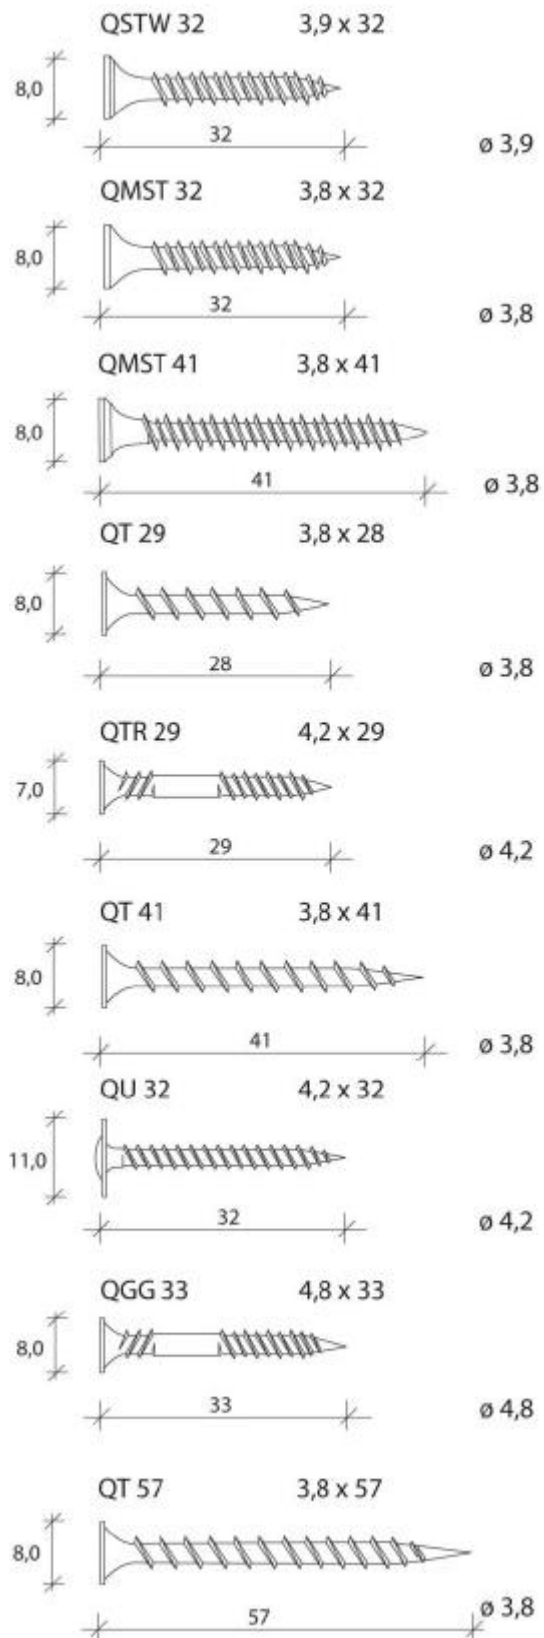 QSTW 32 3,9 x 32
8,0
32
ø 3,9
QMST 32 3,8 x 32
8,0
32
ø 3,8
QMST 41 3,8 x 41
8,0
41
ø 3,8
QT 29 3,8 x 28
8,0
28
ø 3,8
QTR 29 4,2 x 29
7,0
29
ø 4,2
QT 41 3,8 x 41
8,0
41
ø 3,8
QU 32 4,2 x 32
11,0
32
ø 4,2
QGG 33 4,8 x 33
8,0
33
ø 4,8
QT 57 3,8 x 57
8,0
57
ø 3,8